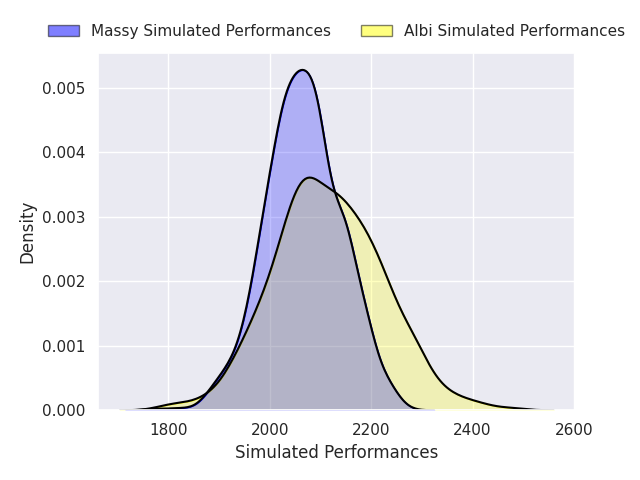 Massy Simulated Performances Albi Simulated Performances
0.005
0.004
0.003
0.002
0.001
0.000
Density
1800 2000 2200 2400 2600
Simulated Performances